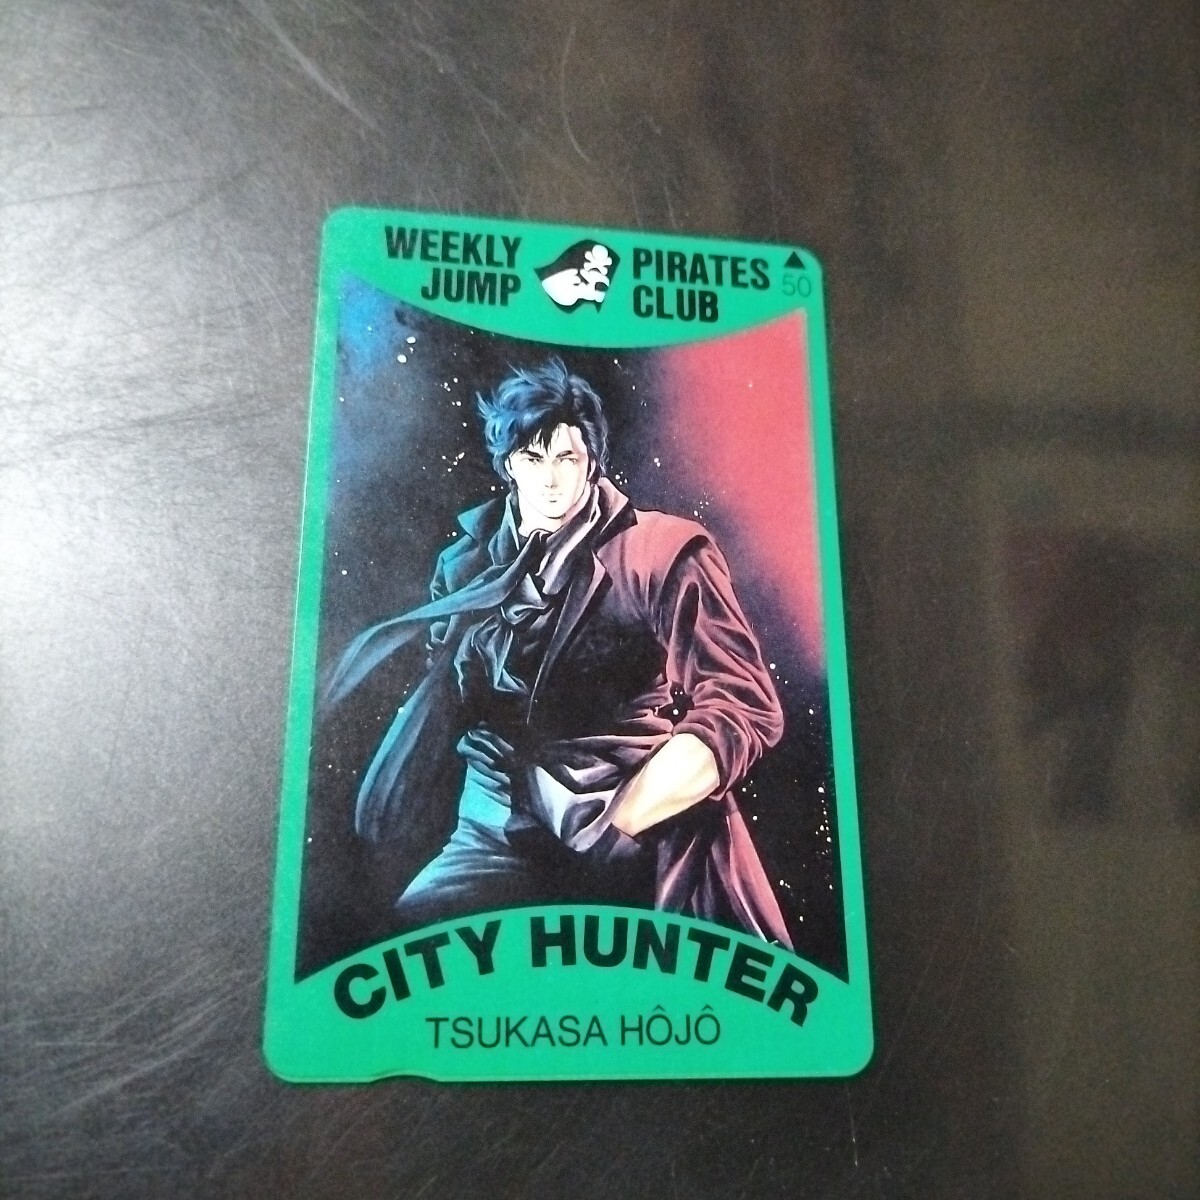 WEEKLY
JUMP
PIRATES
CLUB
50
CITY HUNTER
TSUKASA HÔJÔ